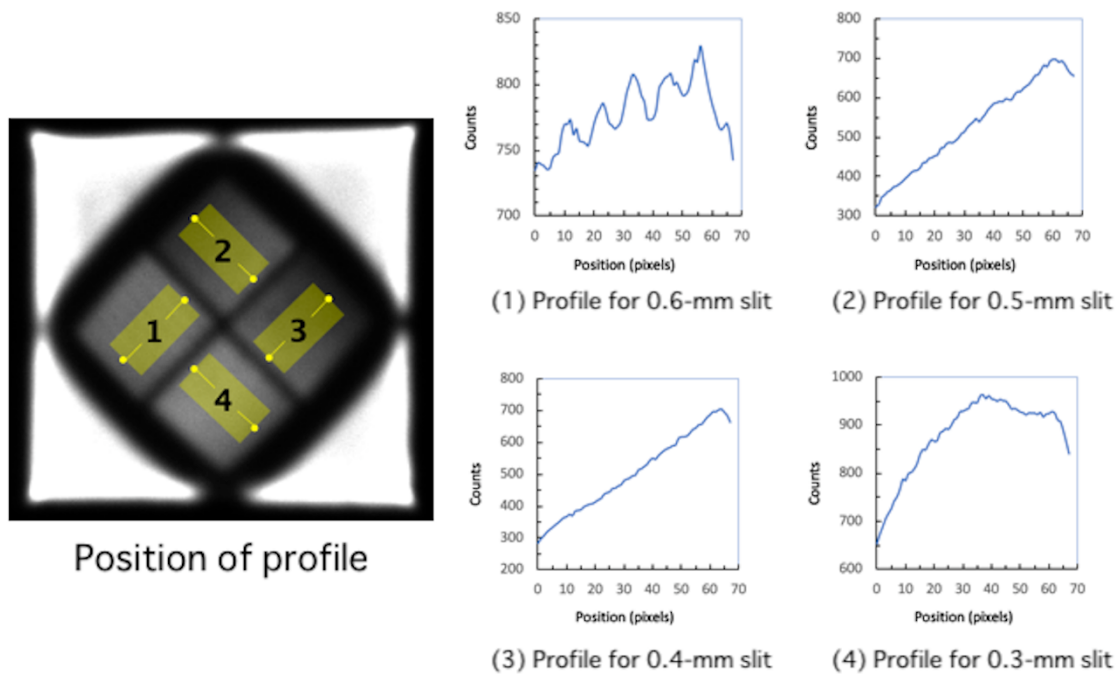 2
1
3
4
Position of profile
850
800
750
700
Counts
0 10 20 30 40 50 60 70
Position (pixels)
(1) Profile for 0.6-mm slit
800
700
600
500
400
300
Counts
0 10 20 30 40 50 60 70
Position (pixels)
(2) Profile for 0.5-mm slit
800
700
600
500
400
300
200
Counts
0 10 20 30 40 50 60 70
Position (pixels)
(3) Profile for 0.4-mm slit
1000
900
800
700
600
Counts
0 10 20 30 40 50 60 70
Position (pixels)
(4) Profile for 0.3-mm slit